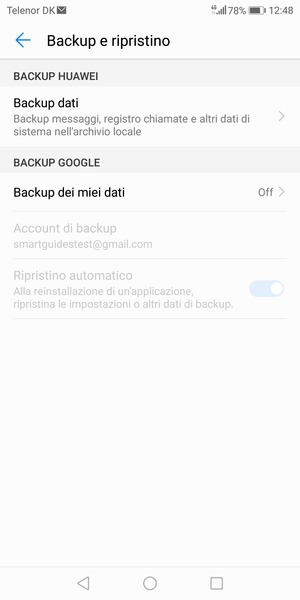 Telenor DK 4G 78% 12:48
Backup e ripristino
BACKUP HUAWEI
Backup dati
Backup messaggi, registro chiamate e altri dati di
sistema nell'archivio locale
BACKUP GOOGLE
Backup dei miei dati Off
Account di backup
smartguidestest@gmail.com
Ripristino automatico
Alla reinstallazione di un'applicazione,
ripristina le impostazioni o altri dati di backup.